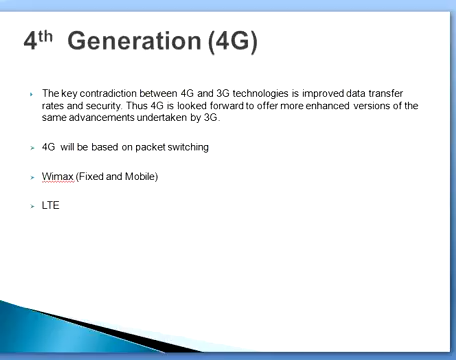 4th Generation (4G)
The key contradiction between 4G and 3G technologies is improved data transfer
rates and security. Thus 4G is looked forward to offer more enhanced versions of the
same advancements undertaken by 3G.
4G will be based on packet switching
Wimax (Fixed and Mobile)
LTE